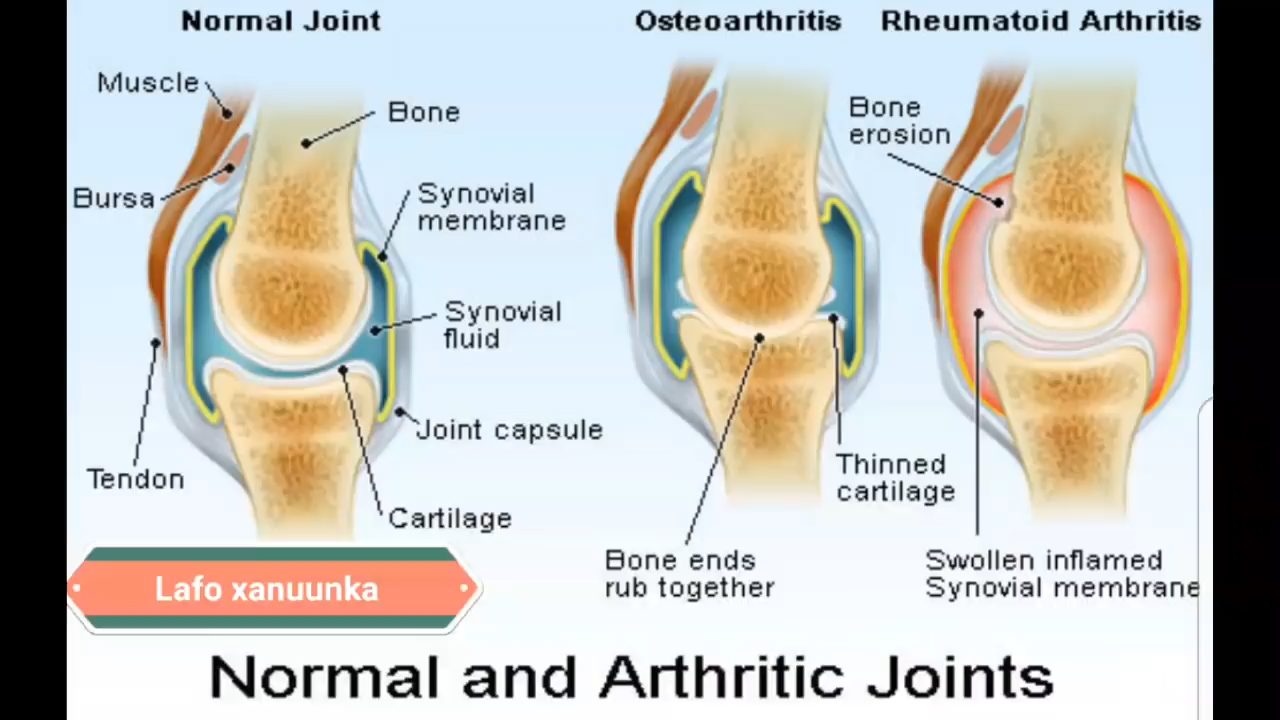 Normal Joint
Osteoarthritis
Rheumatoid Arthritis
Muscle
Bone
Bursa
Synovial
membrane
Synovial
fluid
Joint capsule
Tendon
Cartilage
Bone
erosion
Thinned
cartilage
Bone ends
rub together
Swollen inflamed
Synovial membrane
Lafo xanuunka
Normal and Arthritic Joints